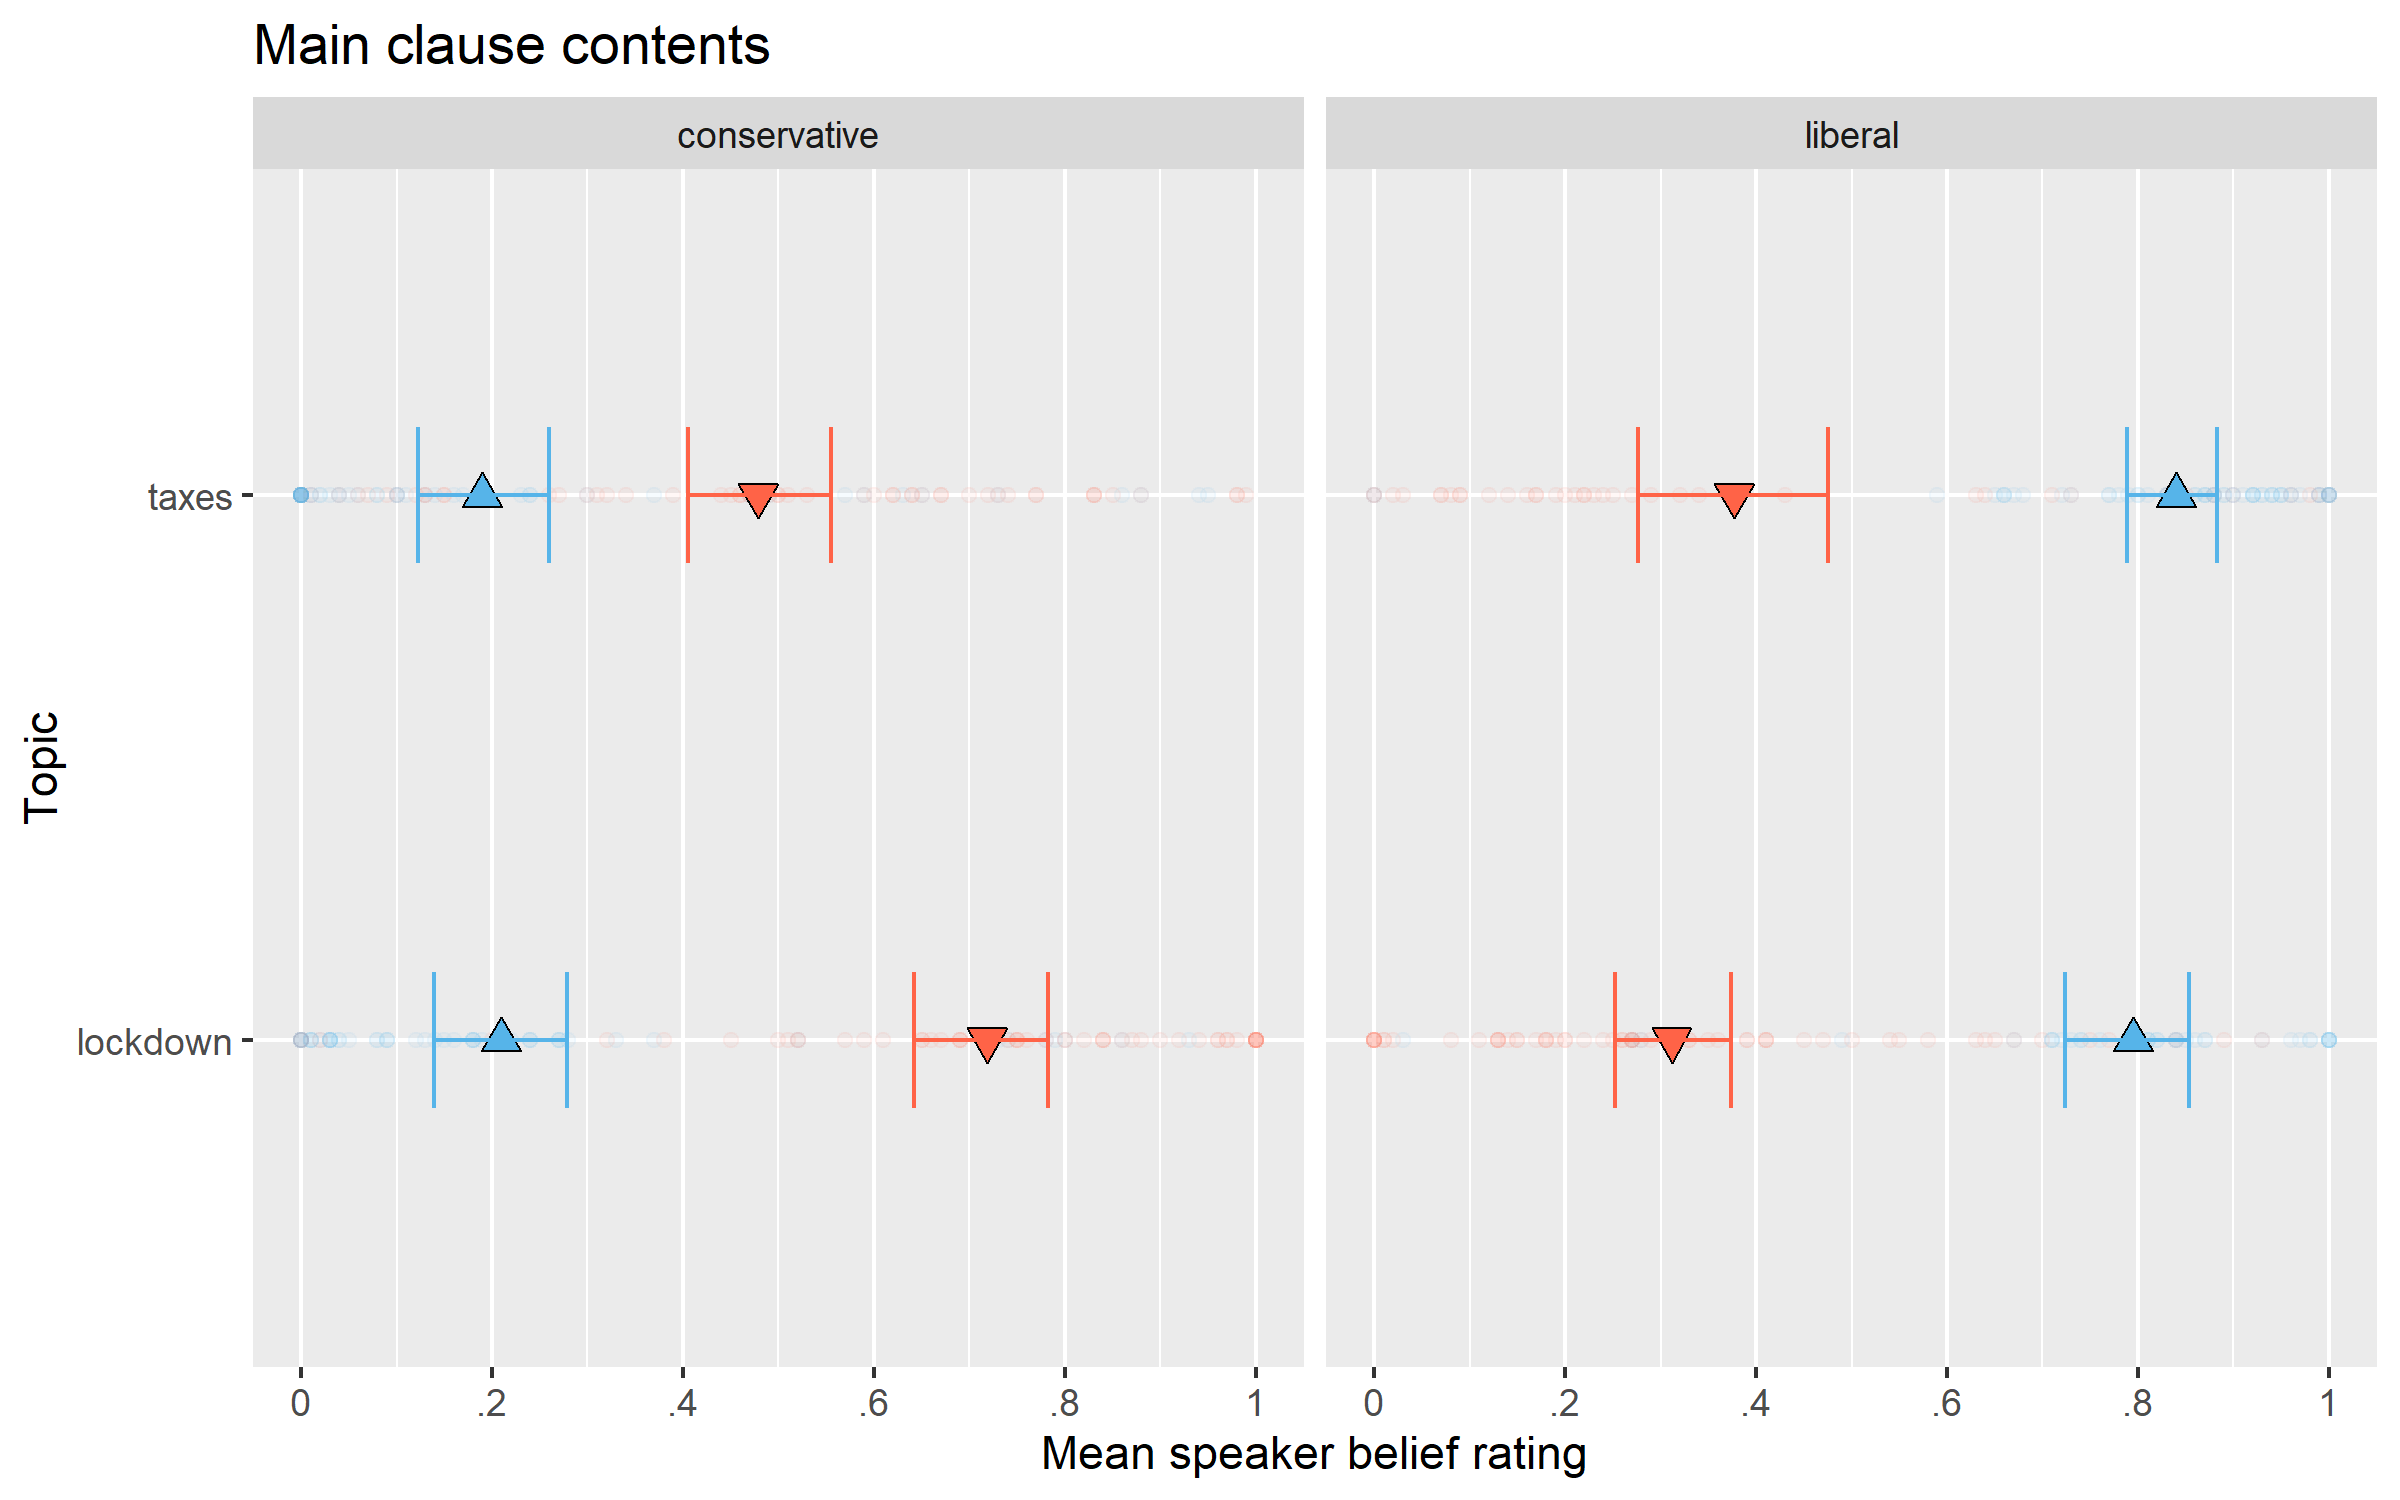 Main clause contents
conservative
liberal
taxes
lockdown
Topic
0 .2 .4 .6 .8 1
0 .2 .4 .6 .8 1
Mean speaker belief rating